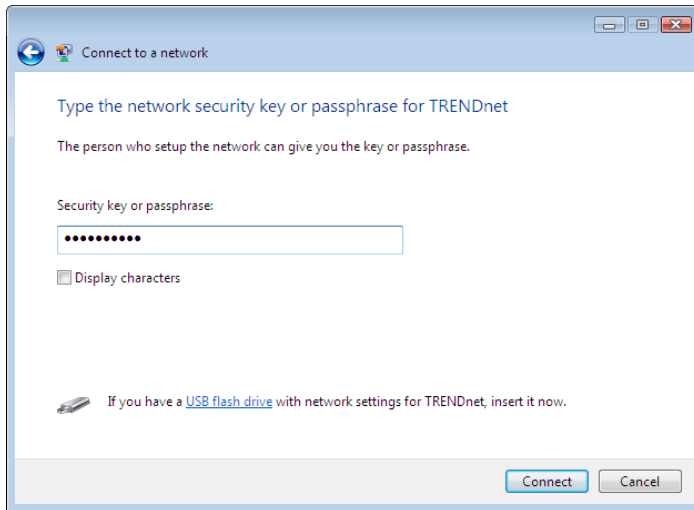 Connect to a network
Type the network security key or passphrase for TRENDnet
The person who setup the network can give you the key or passphrase.
Security key or passphrase:
••••••••••
Display characters
If you have a USB flash drive with network settings for TRENDnet, insert it now.
Connect Cancel